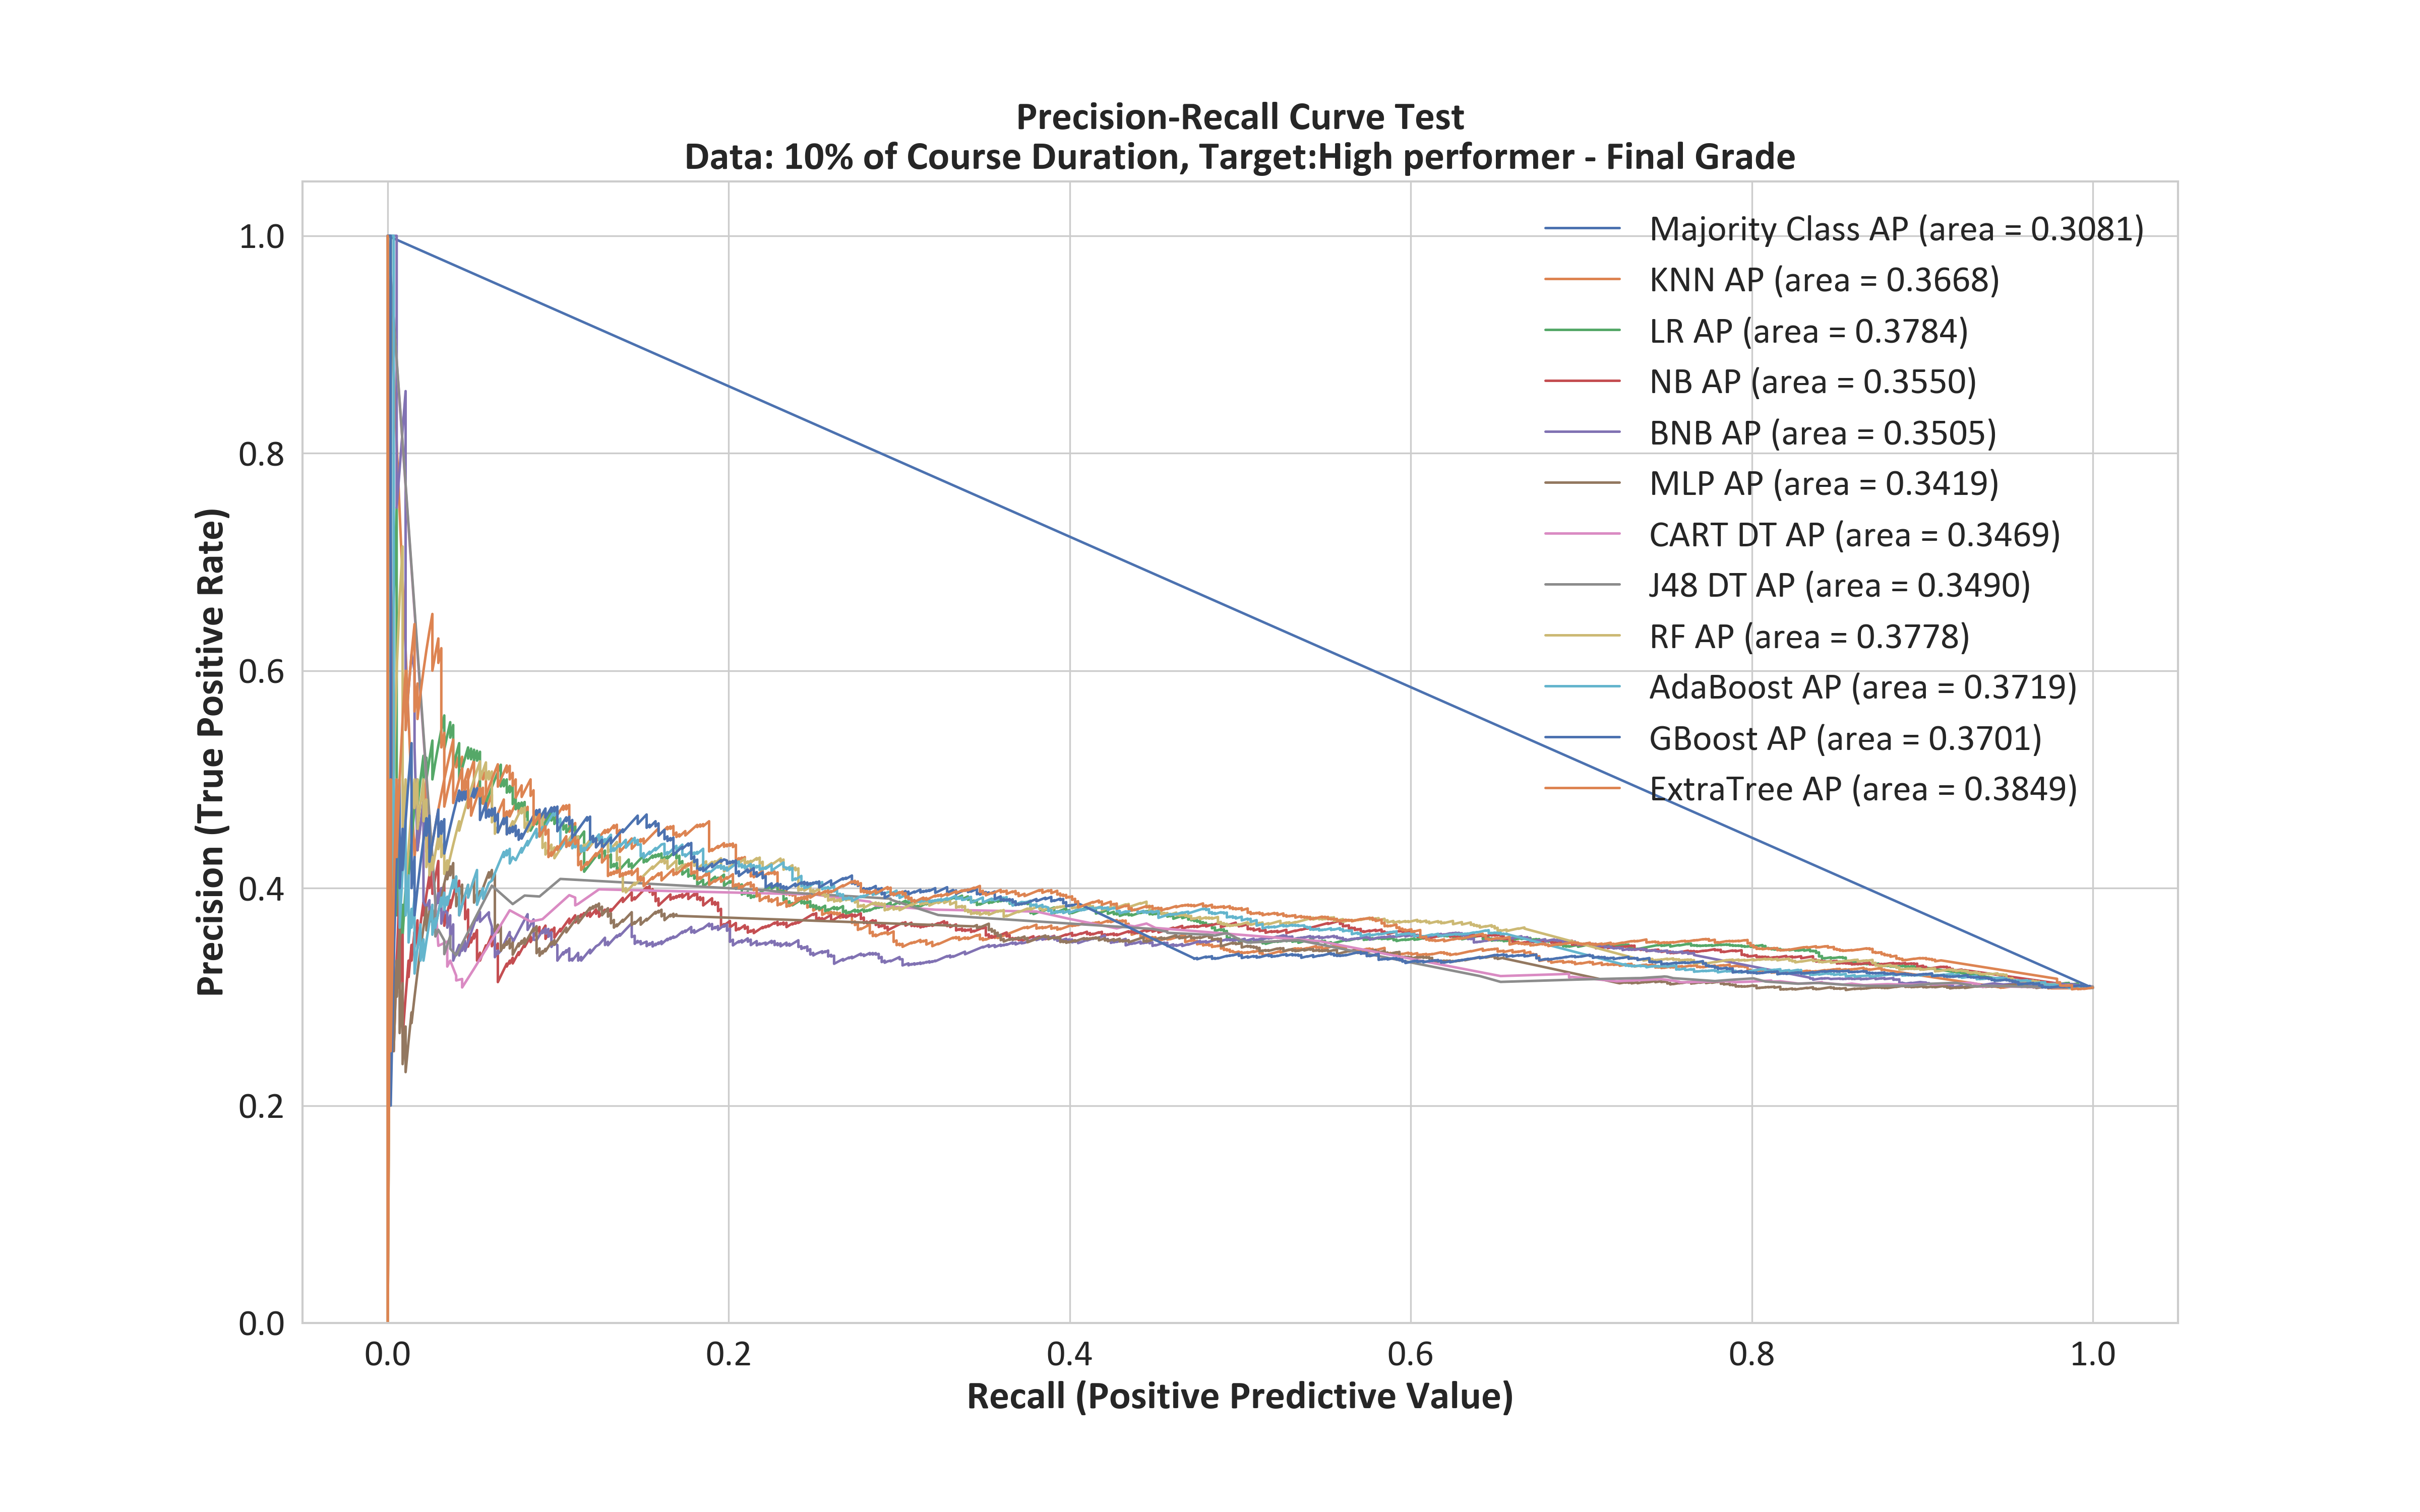 Precision-Recall Curve Test
Data: 10% of Course Duration, Target:High performer - Final Grade
Majority Class AP (area = 0.3081)
KNN AP (area = 0.3668)
LR AP (area = 0.3784)
NB AP (area = 0.3550)
BNB AP (area = 0.3505)
MLP AP (area = 0.3419)
CART DT AP (area = 0.3469)
J48 DT AP (area = 0.3490)
RF AP (area = 0.3778)
AdaBoost AP (area = 0.3719)
GBoost AP (area = 0.3701)
ExtraTree AP (area = 0.3849)
Precision (True Positive Rate)
1.0
0.8
0.6
0.4
0.2
0.0
0.0 0.2 0.4 0.6 0.8 1.0
Recall (Positive Predictive Value)